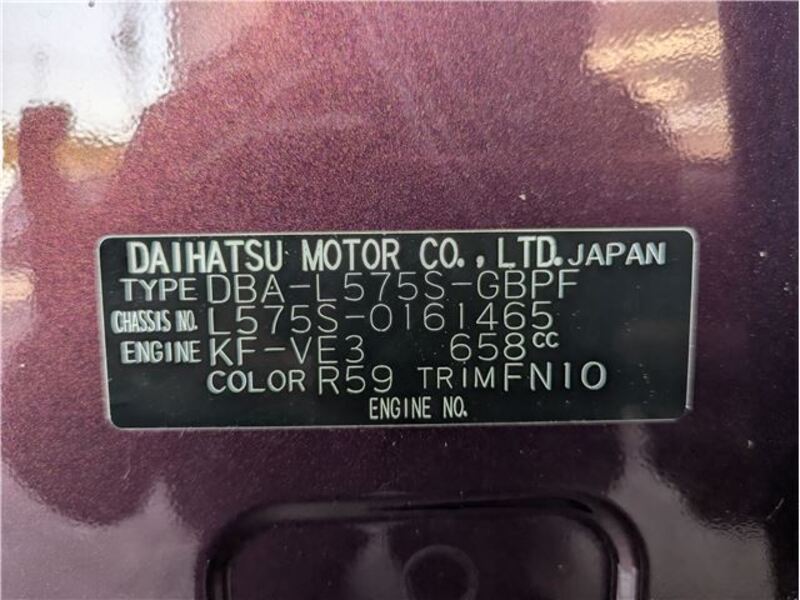 DAIHATSU MOTOR CO., LTD. JAPAN
TYPE DBA-L575S-GBPF
CHASSIS NO. L575S-0161465
ENGINE KF-VE3 658CC
COLOR R59 TRIM FN10
ENGINE NO.